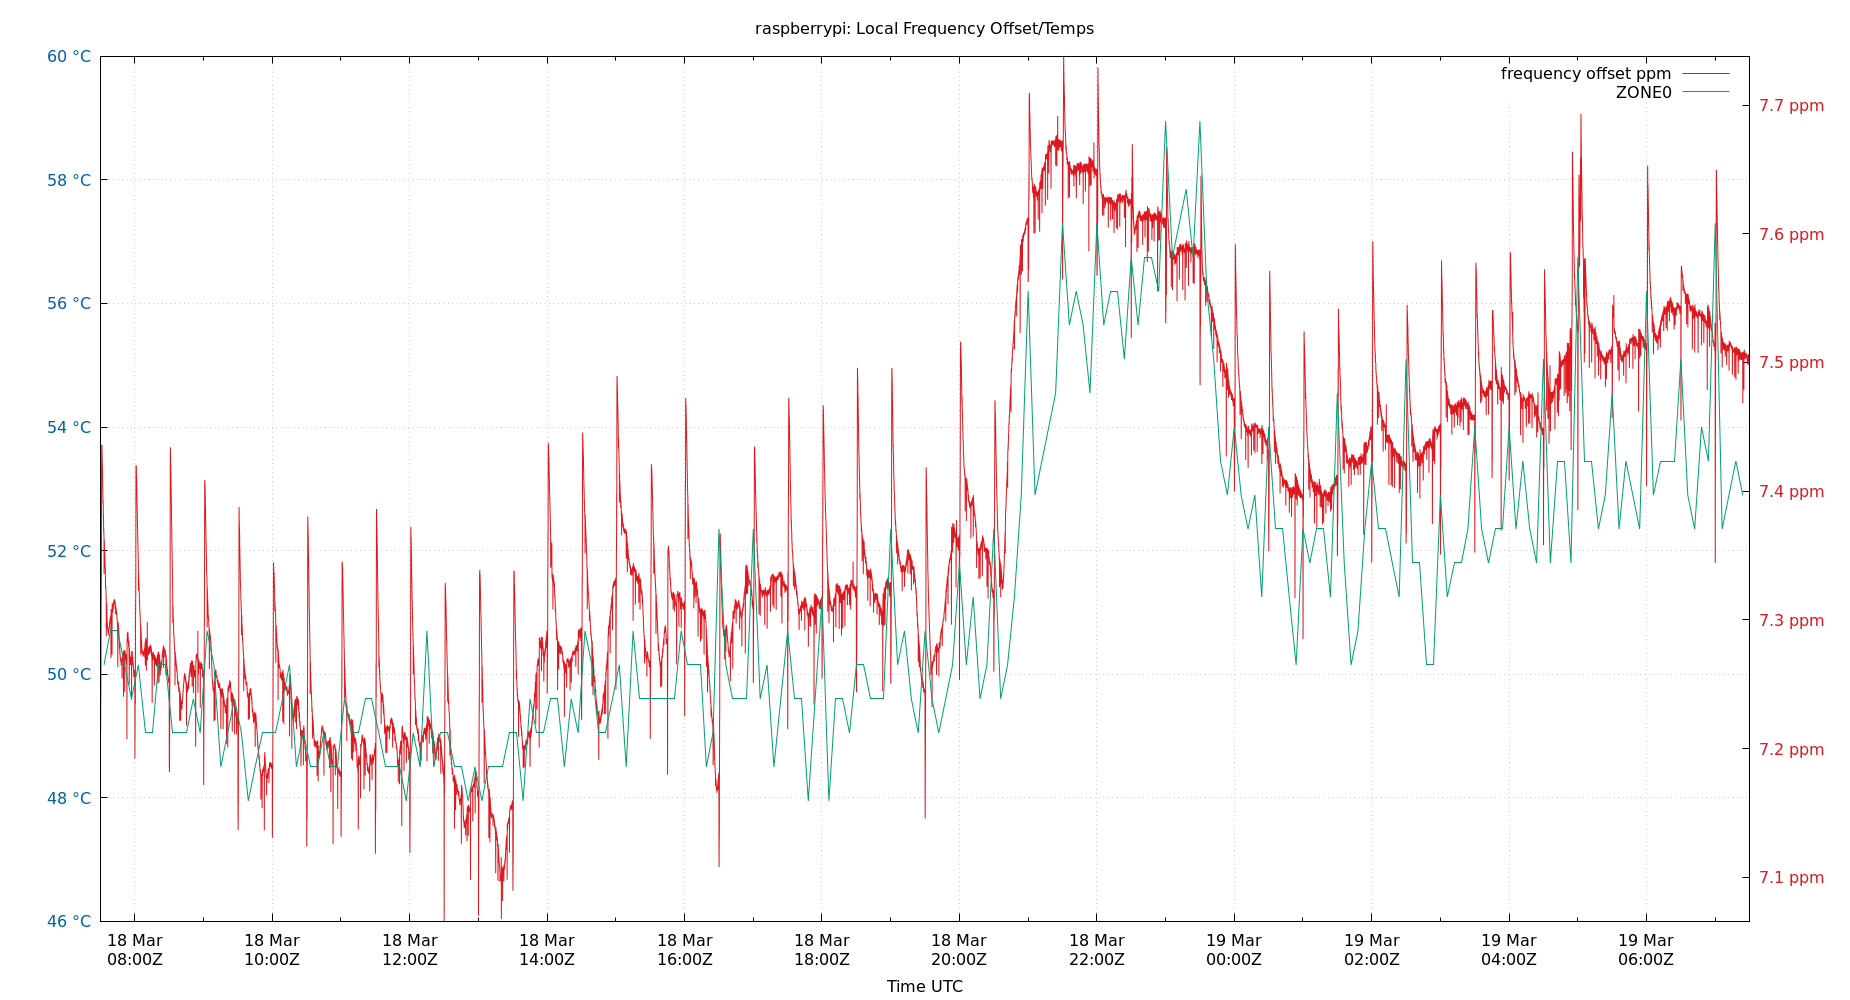 raspberrypi: Local Frequency Offset/Temps
frequency offset ppm
ZONE0
60 °C
58 °C
56 °C
54 °C
52 °C
50 °C
48 °C
46 °C
7.7 ppm
7.6 ppm
7.5 ppm
7.4 ppm
7.3 ppm
7.2 ppm
7.1 ppm
18 Mar 18 Mar 18 Mar 18 Mar 18 Mar 18 Mar 18 Mar 18 Mar 19 Mar 19 Mar 19 Mar 19 Mar
08:00Z 10:00Z 12:00Z 14:00Z 16:00Z 18:00Z 20:00Z 22:00Z 00:00Z 02:00Z 04:00Z 06:00Z
Time UTC